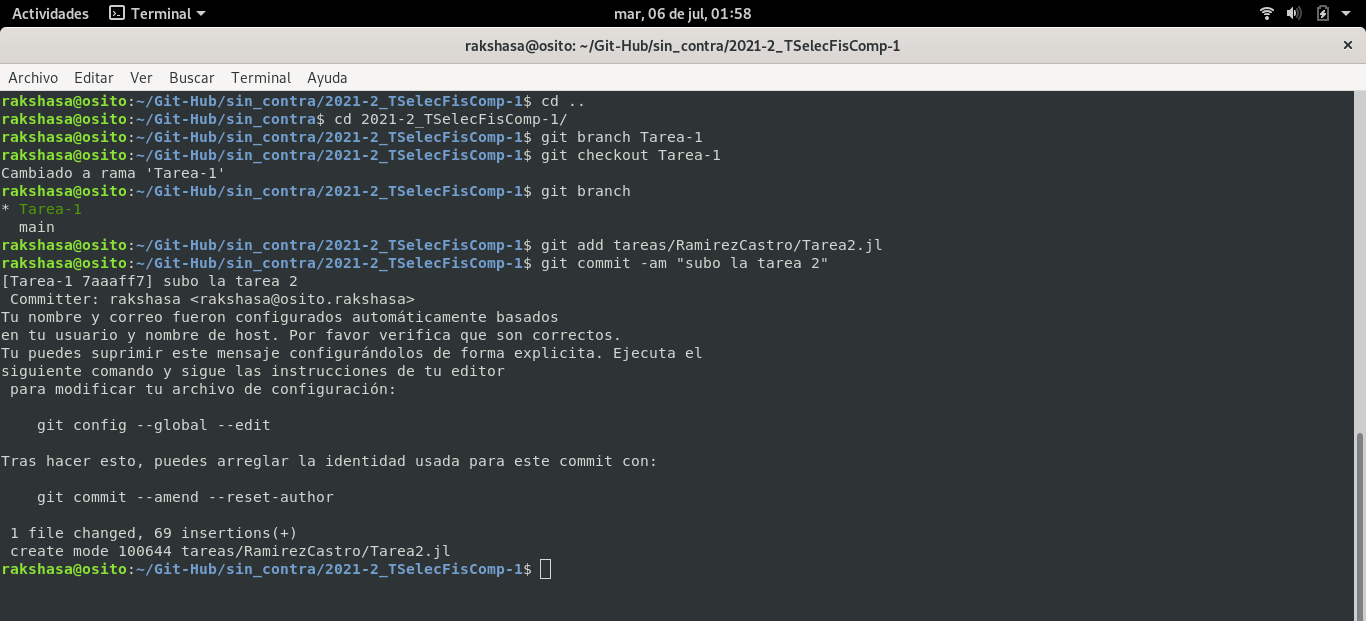 Actividades Terminal mar, 06 de jul, 01:58
rakshasa@osito: ~/Git-Hub/sin_contra/2021-2_TSelecFisComp-1 ×
Archivo Editar Ver Buscar Terminal Ayuda
rakshasa@osito:~/Git-Hub/sin_contra/2021-2_TSelecFisComp-1$ cd ..
rakshasa@osito:~/Git-Hub/sin_contra$ cd 2021-2_TSelecFisComp-1/
rakshasa@osito:~/Git-Hub/sin_contra/2021-2_TSelecFisComp-1$ git branch Tarea-1
rakshasa@osito:~/Git-Hub/sin_contra/2021-2_TSelecFisComp-1$ git checkout Tarea-1
Cambiado a rama 'Tarea-1'
rakshasa@osito:~/Git-Hub/sin_contra/2021-2_TSelecFisComp-1$ git branch
* Tarea-1
  main
rakshasa@osito:~/Git-Hub/sin_contra/2021-2_TSelecFisComp-1$ git add tareas/RamirezCastro/Tarea2.jl
rakshasa@osito:~/Git-Hub/sin_contra/2021-2_TSelecFisComp-1$ git commit -am "subo la tarea 2"
[Tarea-1 7aaaff7] subo la tarea 2
 Committer: rakshasa <rakshasa@osito.rakshasa>
Tu nombre y correo fueron configurados automáticamente basados
en tu usuario y nombre de host. Por favor verifica que son correctos.
Tu puedes suprimir este mensaje configurándolos de forma explicita. Ejecuta el
siguiente comando y sigue las instrucciones de tu editor
 para modificar tu archivo de configuración:
    git config --global --edit
Tras hacer esto, puedes arreglar la identidad usada para este commit con:
    git commit --amend --reset-author
 1 file changed, 69 insertions(+)
 create mode 100644 tareas/RamirezCastro/Tarea2.jl
rakshasa@osito:~/Git-Hub/sin_contra/2021-2_TSelecFisComp-1$